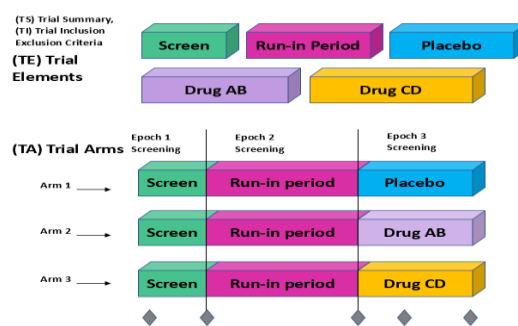 (TS) Trial Summary,
(TI) Trial Inclusion
Exclusion Criteria
(TE) Trial
Elements
Screen
Run-in Period
Placebo
Drug AB
Drug CD
(TA) Trial Arms
Epoch 1
Screening
Epoch 2
Screening
Epoch 3
Screening
Arm 1
Screen
Run-in period
Placebo
Arm 2
Screen
Run-in period
Drug AB
Arm 3
Screen
Run-in period
Drug CD